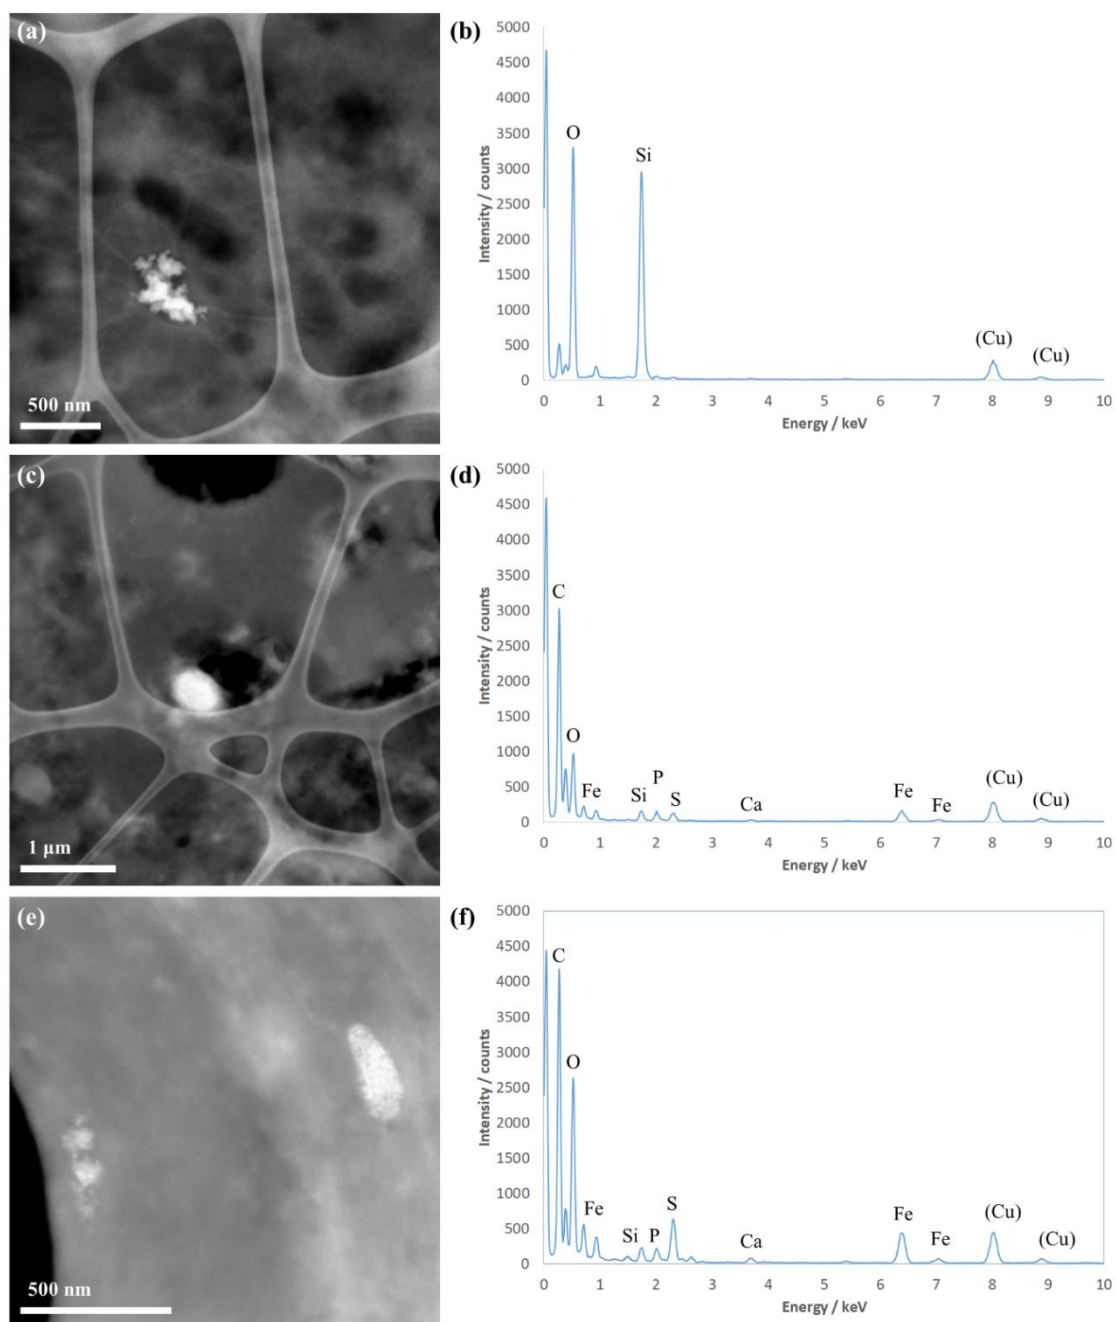 (a)
500 nm
(b)
5000
4500
4000
3500
3000
2500
2000
1500
1000
500
0
Intensity / counts
O
Si
(Cu)
(Cu)
0 1 2 3 4 5 6 7 8 9 10
Energy / keV
(c)
1 μm
(d)
5000
4500
4000
3500
3000
2500
2000
1500
1000
500
0
Intensity / counts
C
O
Fe
Si
P
S
Ca
Fe
Fe
(Cu)
(Cu)
0 1 2 3 4 5 6 7 8 9 10
Energy / keV
(e)
500 nm
(f)
5000
4500
4000
3500
3000
2500
2000
1500
1000
500
0
Intensity / counts
C
O
Fe
Si
P
S
Ca
Fe
Fe
(Cu)
(Cu)
0 1 2 3 4 5 6 7 8 9 10
Energy / keV